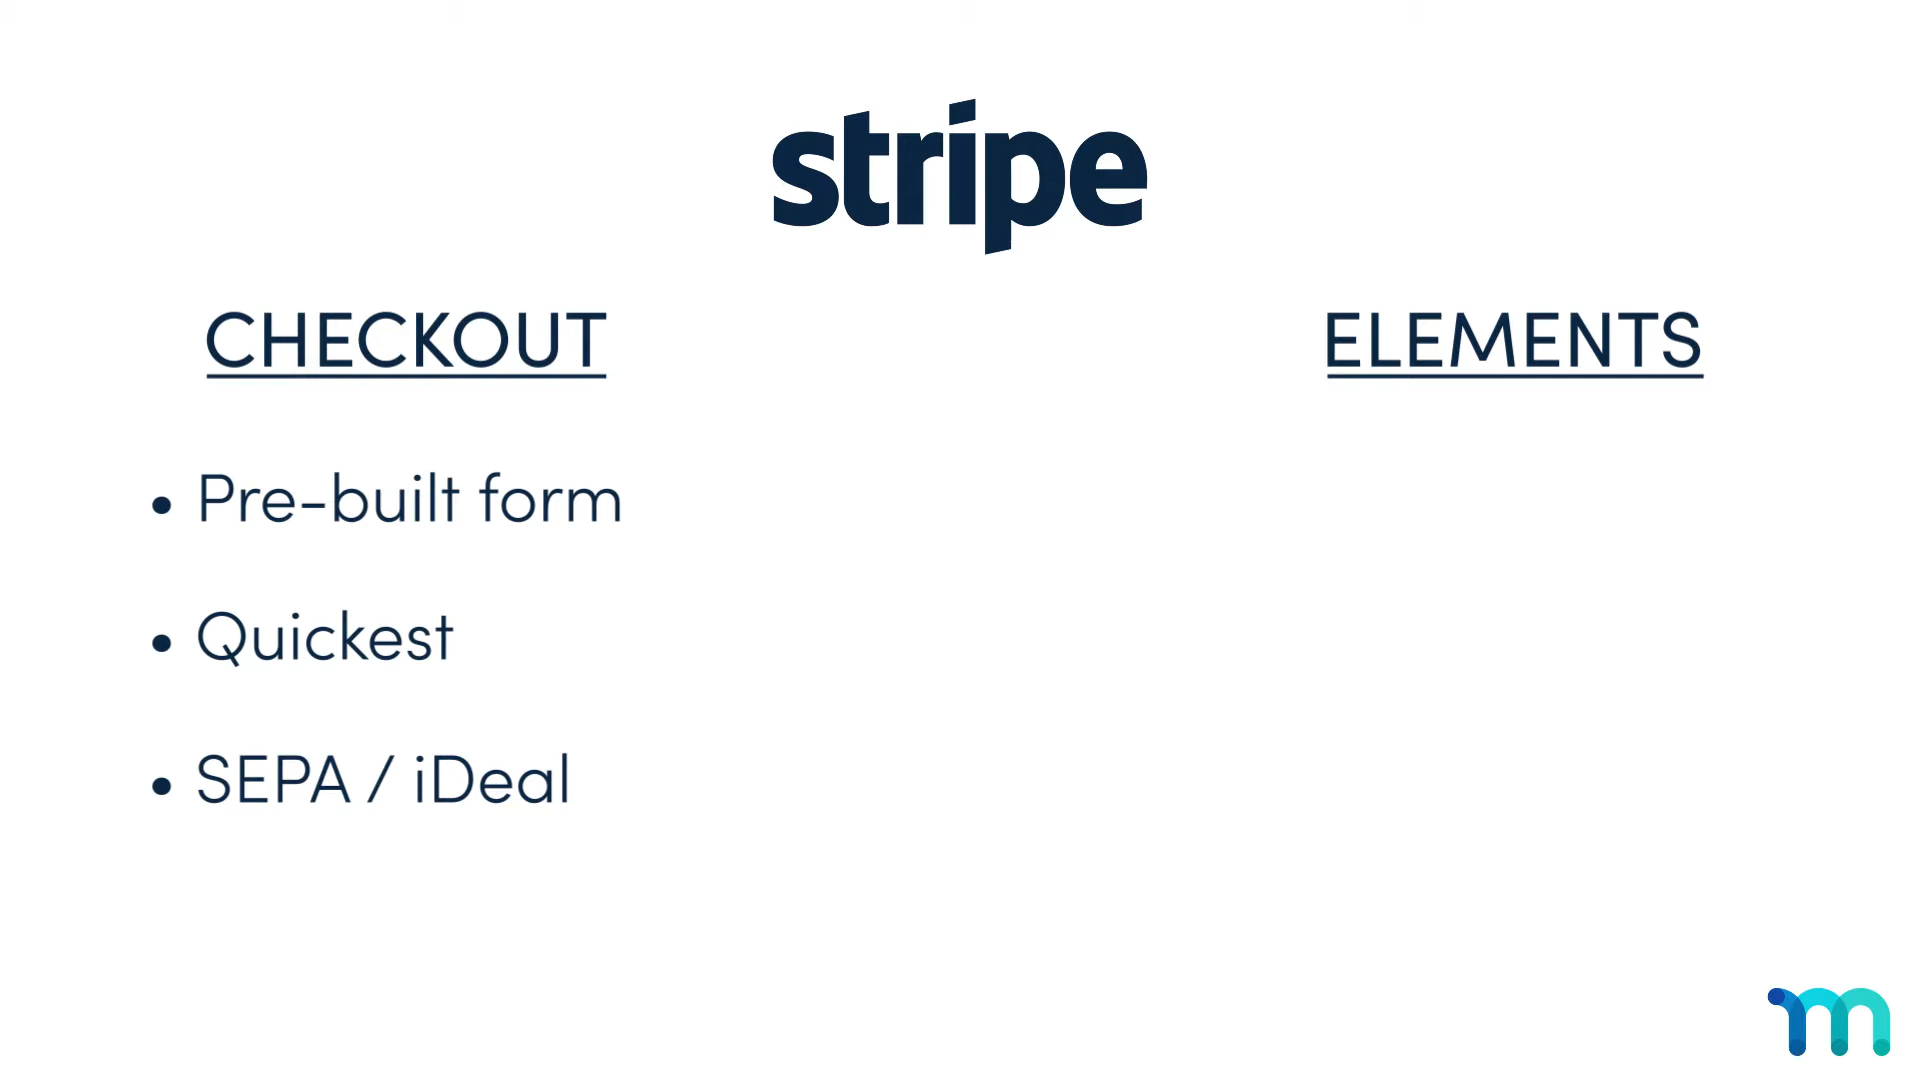 stripe
CHECKOUT
ELEMENTS
• Pre-built form
• Quickest
• SEPA / iDeal
m